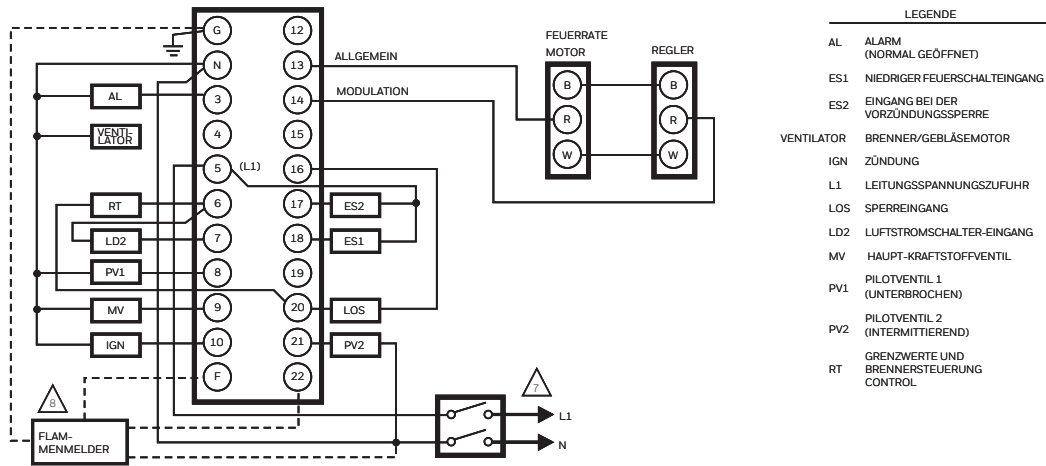 G
N
3
4
5
6
7
8
9
10
F
12
13
14
15
16
17
18
19
20
21
22
AL
VENTI-
LATOR
RT
LD2
PV1
MV
IGN
(L1)
ES2
ES1
LOS
PV2
ALLGEMEIN
MODULATION
FEUERRATE
MOTOR
B
R
W
REGLER
B
R
W
8
FLAM-
MENMELDER
7
L1
N
LEGENDE
AL ALARM
(NORMAL GEÖFFNET)
ES1 NIEDRIGER FEUERSCHALTEINGANG
ES2 EINGANG BEI DER
VORZÜNDUNGSSPERRE
VENTILATOR BRENNER/GEBLÄSEMOTOR
IGN ZÜNDUNG
L1 LEITUNGSSPANNUNGSZUFUHR
LOS SPERREINGANG
LD2 LUFTSTROMSCHALTER-EINGANG
MV HAUPT-KRAFTSTOFFVENTIL
PV1 PILOTVENTIL 1
(UNTERBROCHEN)
PV2 PILOTVENTIL 2
(INTERMITTIEREND)
RT GRENZWERTE UND
BRENNERSTEUERUNG
CONTROL